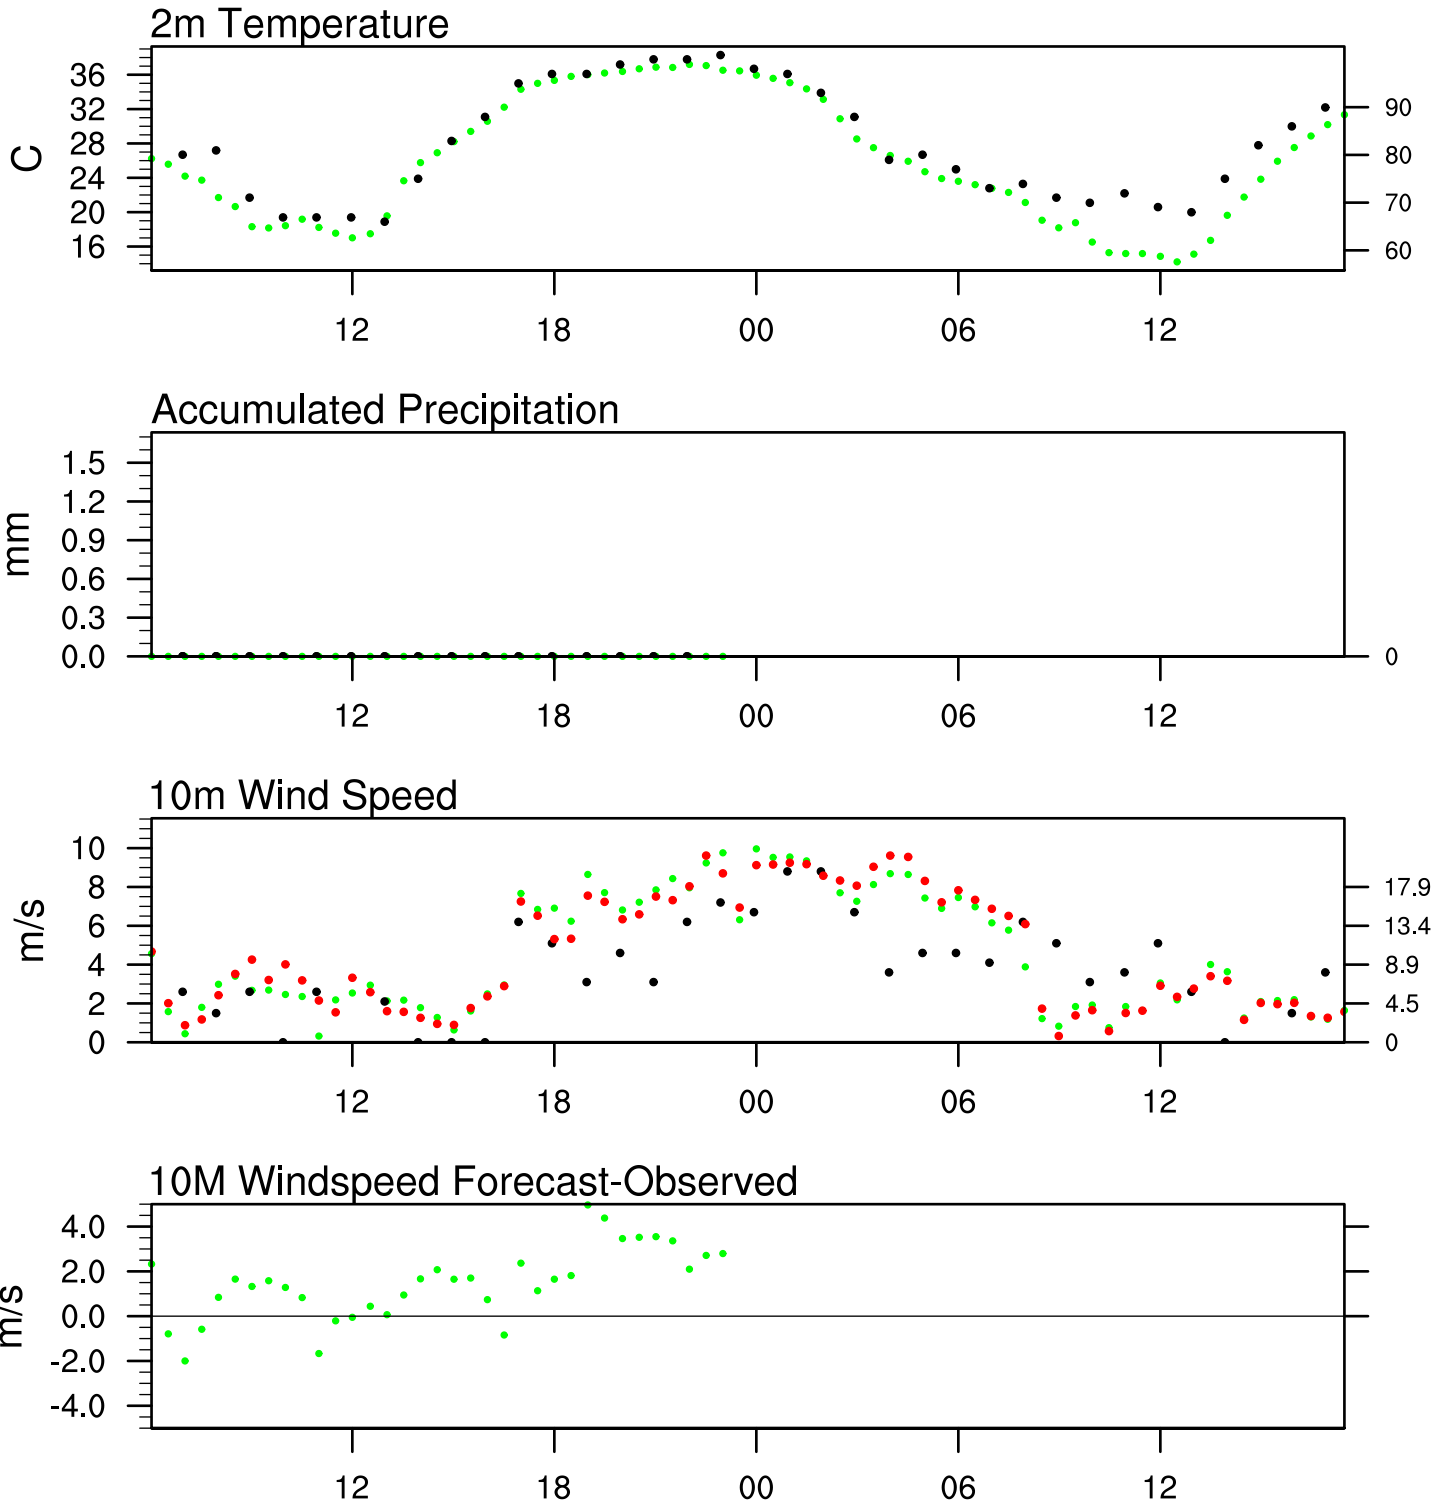 2m Temperature
36
32
28
24
20
16
C
90
80
70
60
12 18 00 06 12
Accumulated Precipitation
1.5
1.2
0.9
0.6
0.3
0.0
mm
0
12 18 00 06 12
10m Wind Speed
10
8
6
4
2
0
m/s
17.9
13.4
8.9
4.5
0
12 18 00 06 12
10M Windspeed Forecast-Observed
4.0
2.0
0.0
-2.0
-4.0
m/s
12 18 00 06 12